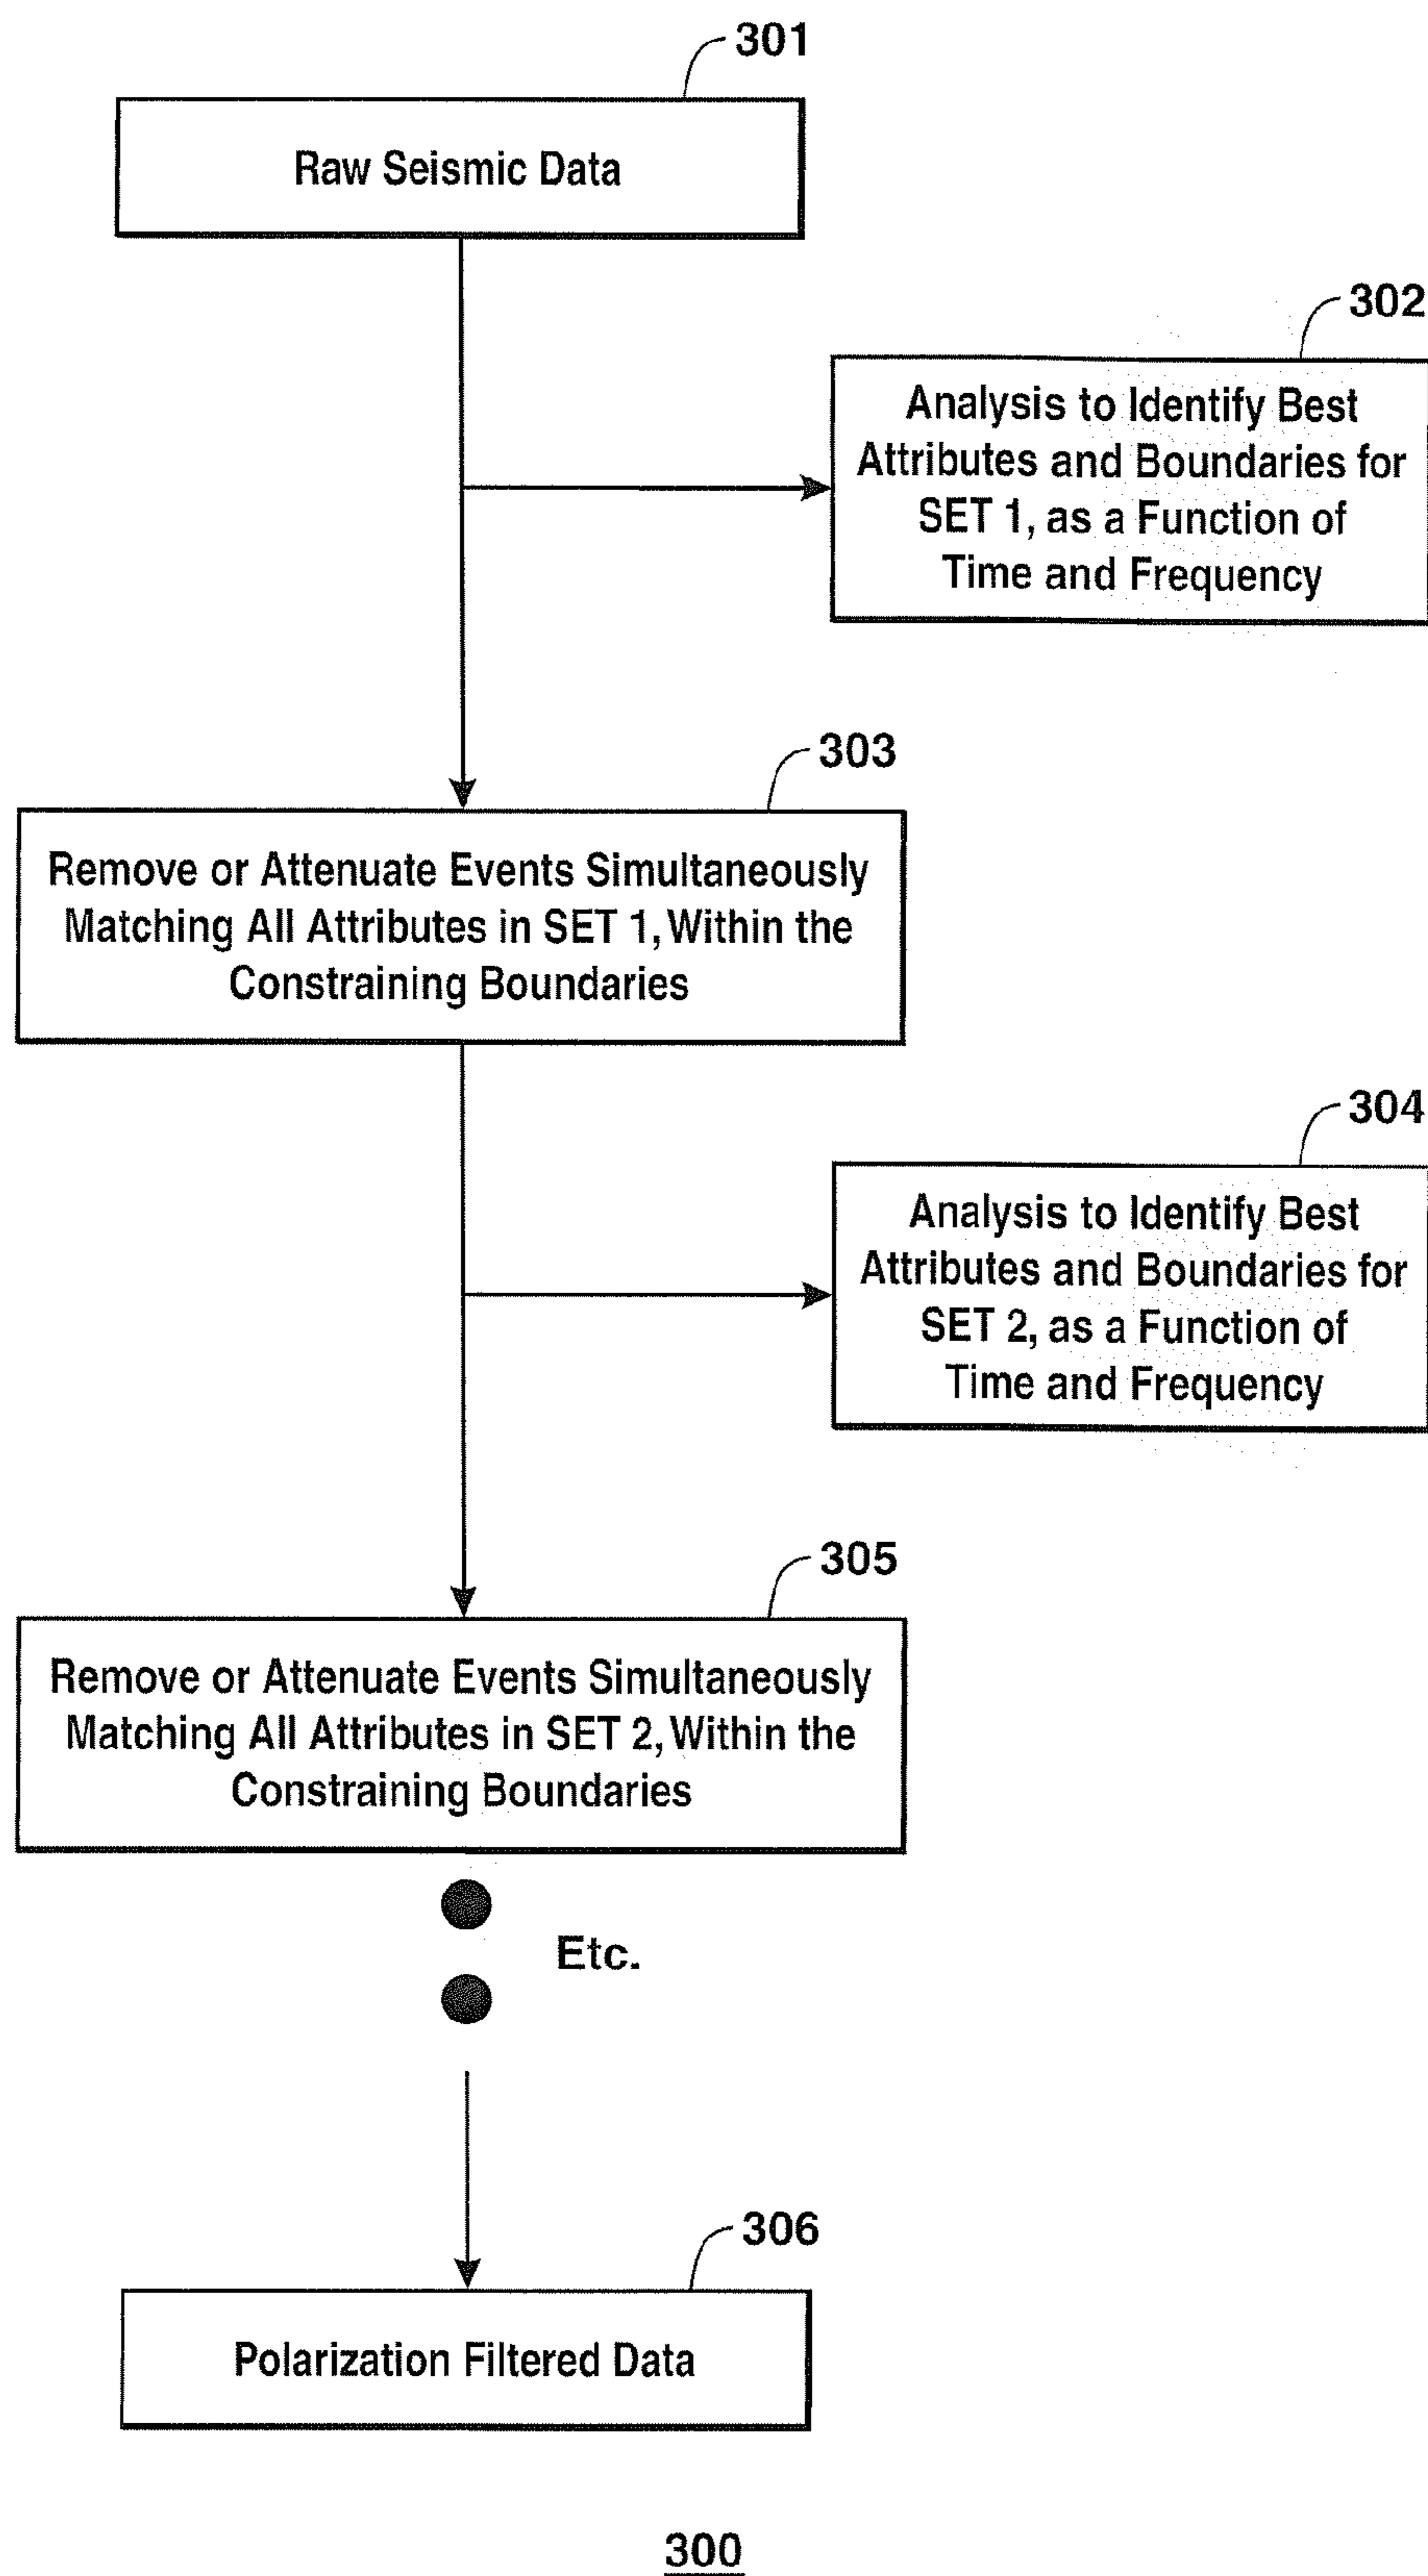 301
Raw Seismic Data
302
Analysis to Identify Best
Attributes and Boundaries for
SET 1, as a Function of
Time and Frequency
303
Remove or Attenuate Events Simultaneously
Matching All Attributes in SET 1, Within the
Constraining Boundaries
304
Analysis to Identify Best
Attributes and Boundaries for
SET 2, as a Function of
Time and Frequency
305
Remove or Attenuate Events Simultaneously
Matching All Attributes in SET 2, Within the
Constraining Boundaries
Etc.
306
Polarization Filtered Data
300